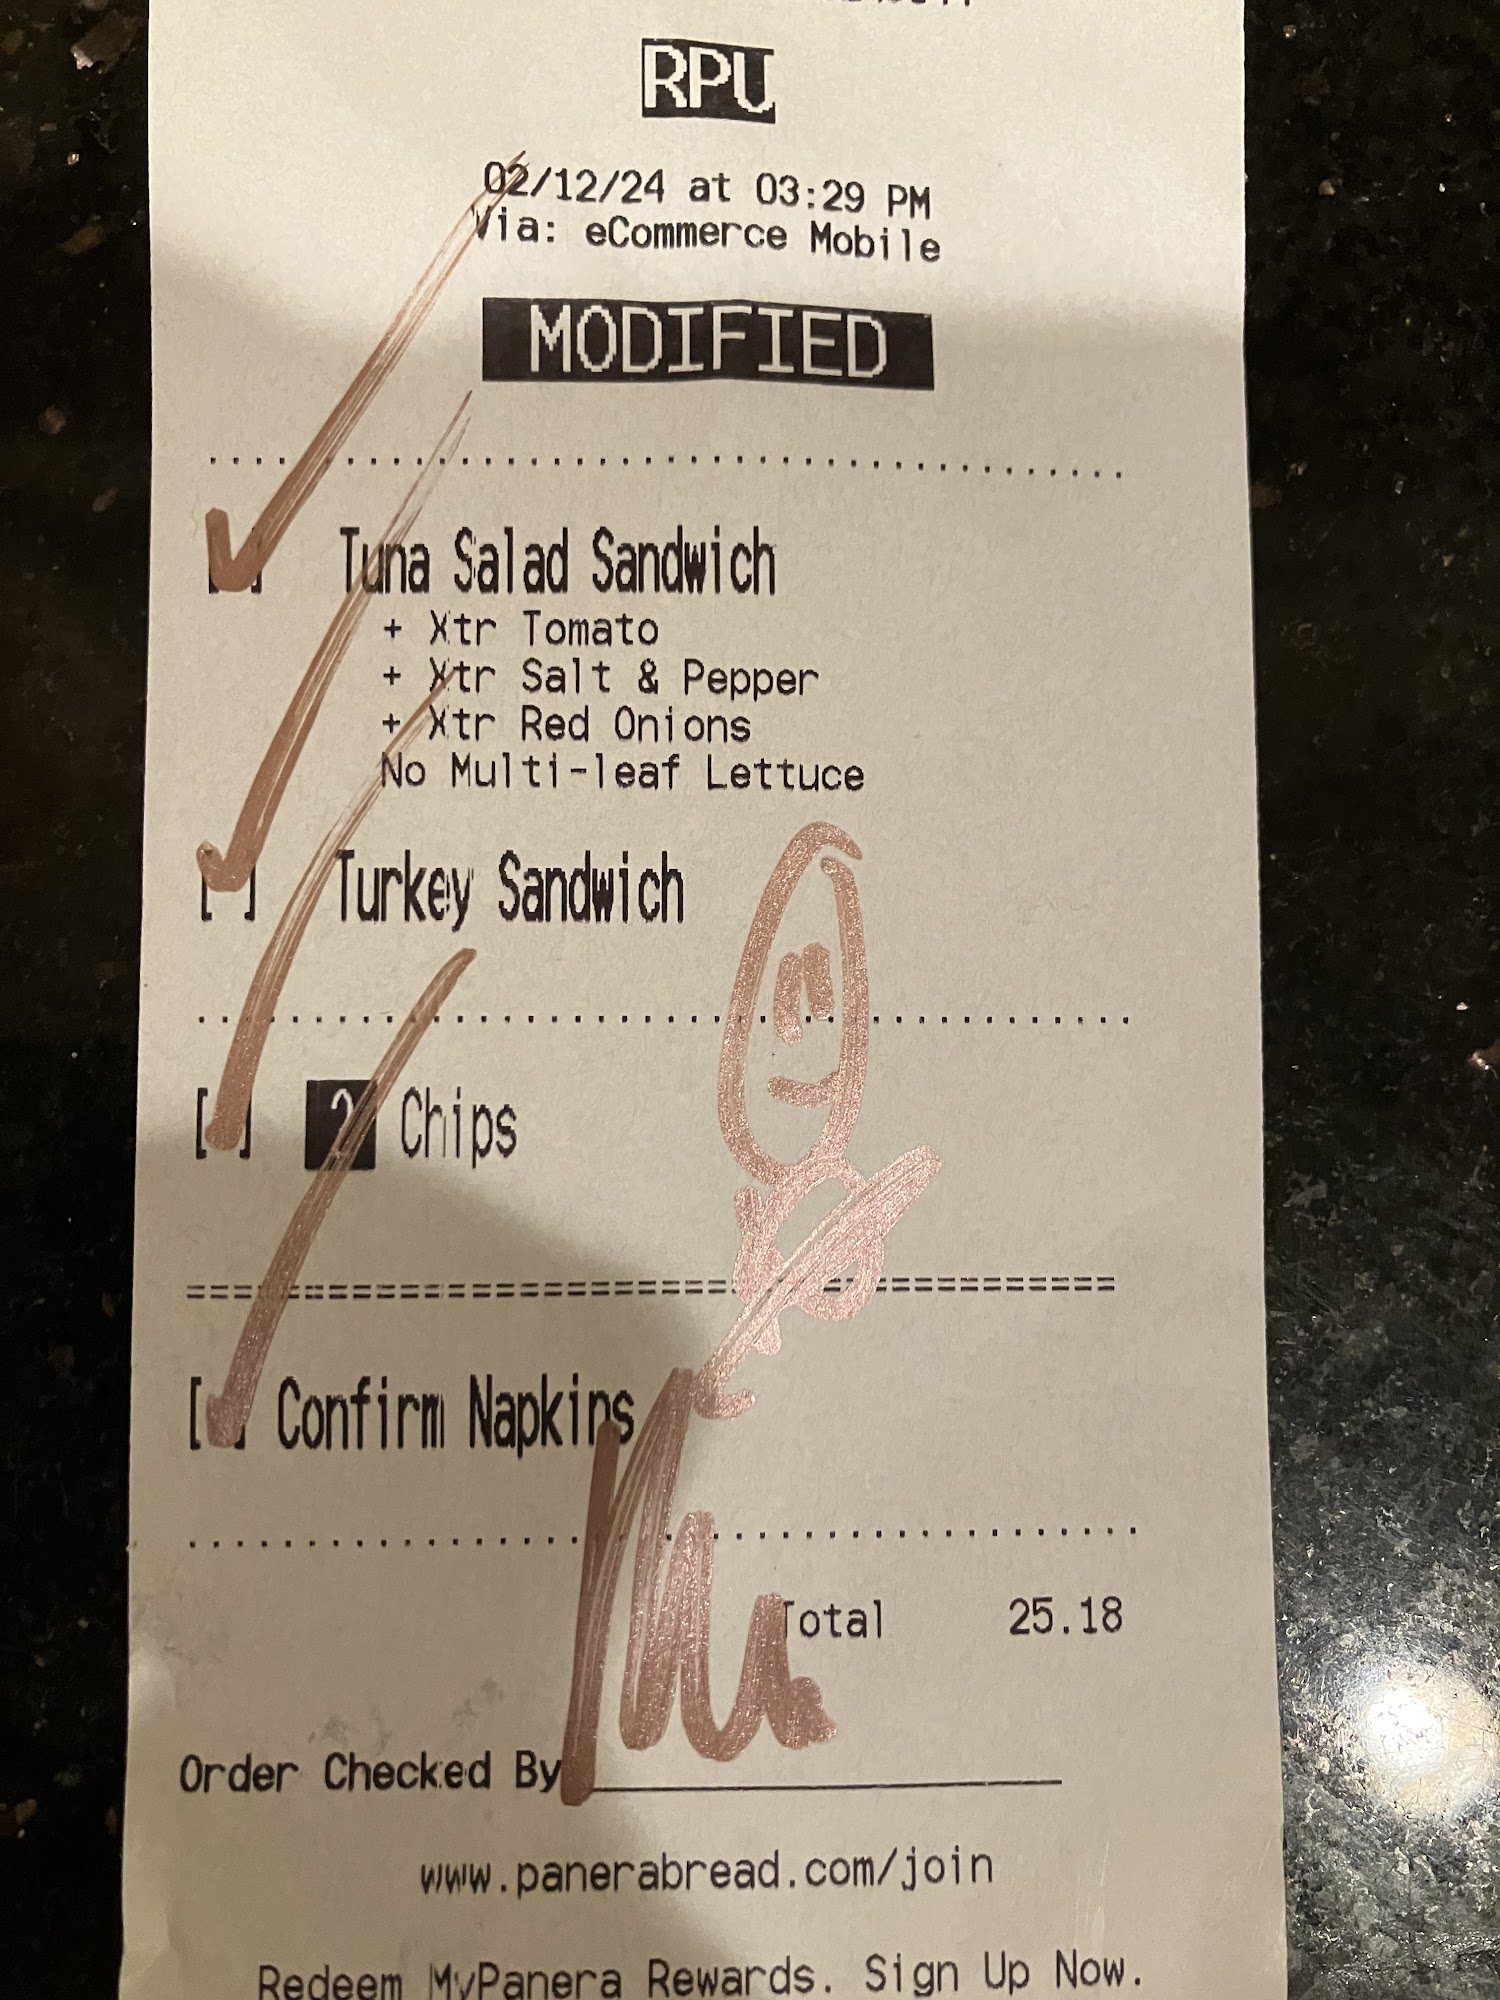 RPU
02/12/24 at 03:29 PM
Via: eCommerce Mobile
MODIFIED
[ ] Tuna Salad Sandwich
+ Xtr Tomato
+ Xtr Salt & Pepper
+ Xtr Red Onions
No Multi-leaf Lettuce
[ ] Turkey Sandwich
[ ] 2 Chips
[ ] Confirm Napkins
Total 25.18
Order Checked By
www.panerabread.com/join
Redeem MyPanera Rewards. Sign Up Now.